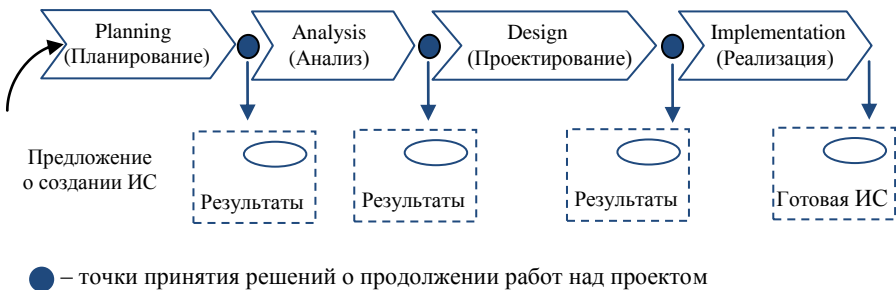 Planning
(Планирование)
Analysis
(Анализ)
Design
(Проектирование)
Implementation
(Реализация)
Предложение
о создании ИС
Результаты
Результаты
Результаты
Готовая ИС
– точки принятия решений о продолжении работ над проектом